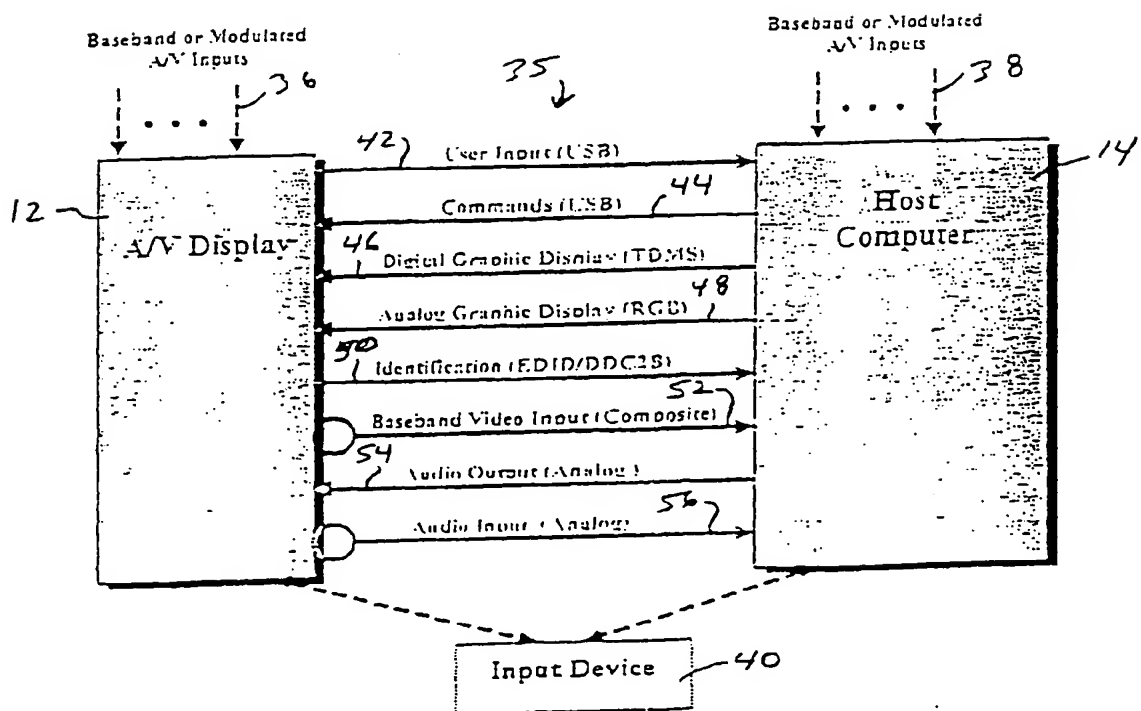 Baseband or Modulated
A/V Inputs
36
35
Baseband or Modulated
A/V Inputs
38
42
User Input (USB)
14
12
A/V Display
44
Commands (USB)
Host
Computer
46
Digital Graphic Display (TDMS)
48
Analog Graphic Display (RGB)
50
Identification (EDID/DDC2B)
52
Baseband Video Input (Composite)
54
Audio Output (Analog)
56
Audio Input (Analog)
Input Device
40